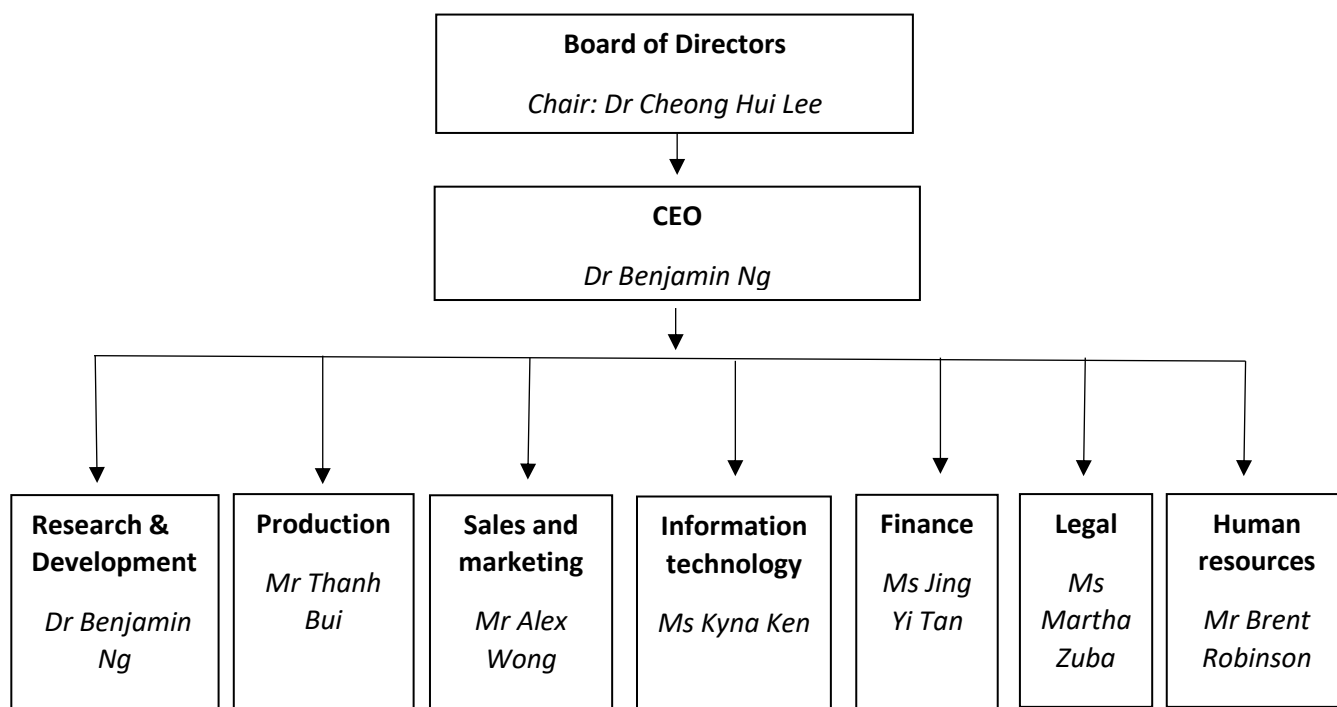 Board of Directors
Chair: Dr Cheong Hui Lee
CEO
Dr Benjamin Ng
Research &
Development
Dr Benjamin
Ng
Production
Mr Thanh
Bui
Sales and
marketing
Mr Alex
Wong
Information
technology
Ms Kyna Ken
Finance
Ms Jing
Yi Tan
Legal
Ms
Martha
Zuba
Human
resources
Mr Brent
Robinson